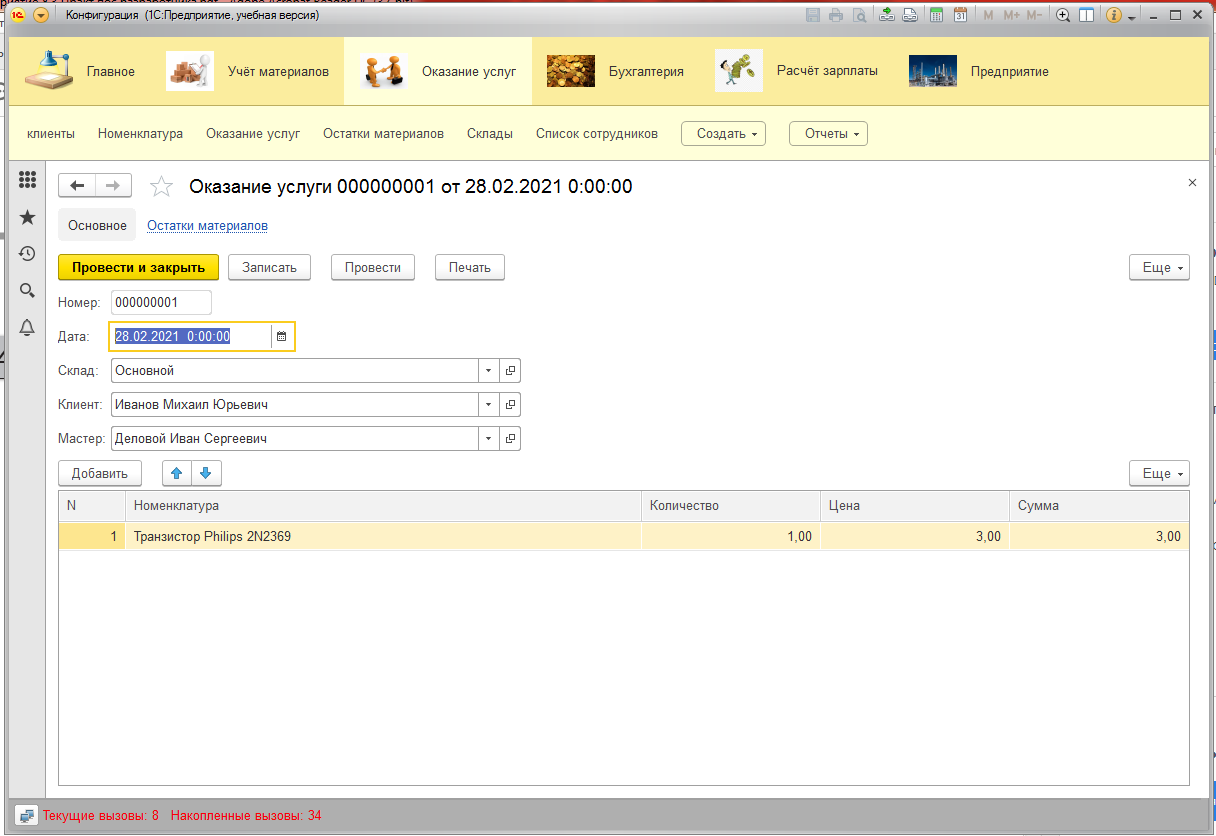 Конфигурация (1С:Предприятие, учебная версия)
M M+ M-
Главное Учёт материалов Оказание услуг Бухгалтерия Расчёт зарплаты Предприятие
клиенты Номенклатура Оказание услуг Остатки материалов Склады Список сотрудников Создать Отчеты
Оказание услуги 000000001 от 28.02.2021 0:00:00
Основное Остатки материалов
Провести и закрыть Записать Провести Печать Еще
Номер: 000000001
Дата: 28.02.2021 0:00:00
Склад: Основной
Клиент: Иванов Михаил Юрьевич
Мастер: Деловой Иван Сергеевич
Добавить Еще
N Номенклатура Количество Цена Сумма
1 Транзистор Philips 2N2369 1,00 3,00 3,00
Текущие вызовы: 8 Накопленные вызовы: 34